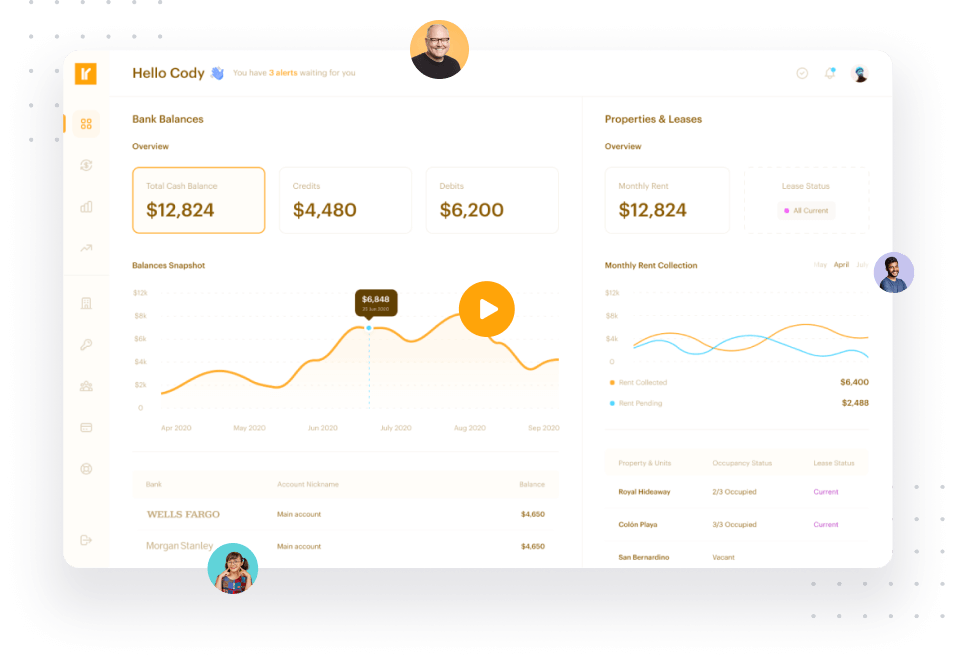 Hello Cody
You have 3 alerts waiting for you
Bank Balances
Overview
Total Cash Balance
$12,824
Credits
$4,480
Debits
$6,200
Balances Snapshot
$12k
$8k
$6k
$4k
$2k
0
$6,848
Apr 2020
May 2020
Jun 2020
July 2020
Aug 2020
Sep 2020
Bank Account Nickname Balance
WELLS FARGO Main account $4,650
Morgan Stanley Main account $4,650
Properties & Leases
Overview
Monthly Rent
$12,824
Lease Status
All Current
Monthly Rent Collection
May April
$12k
$8k
$4k
0
Rent Collected $6,400
Rent Pending $2,488
Property & Units Occupancy Status Lease Status
Royal Hideaway 2/3 Occupied Current
Colón Playa 3/3 Occupied Current
San Bernardino Vacant